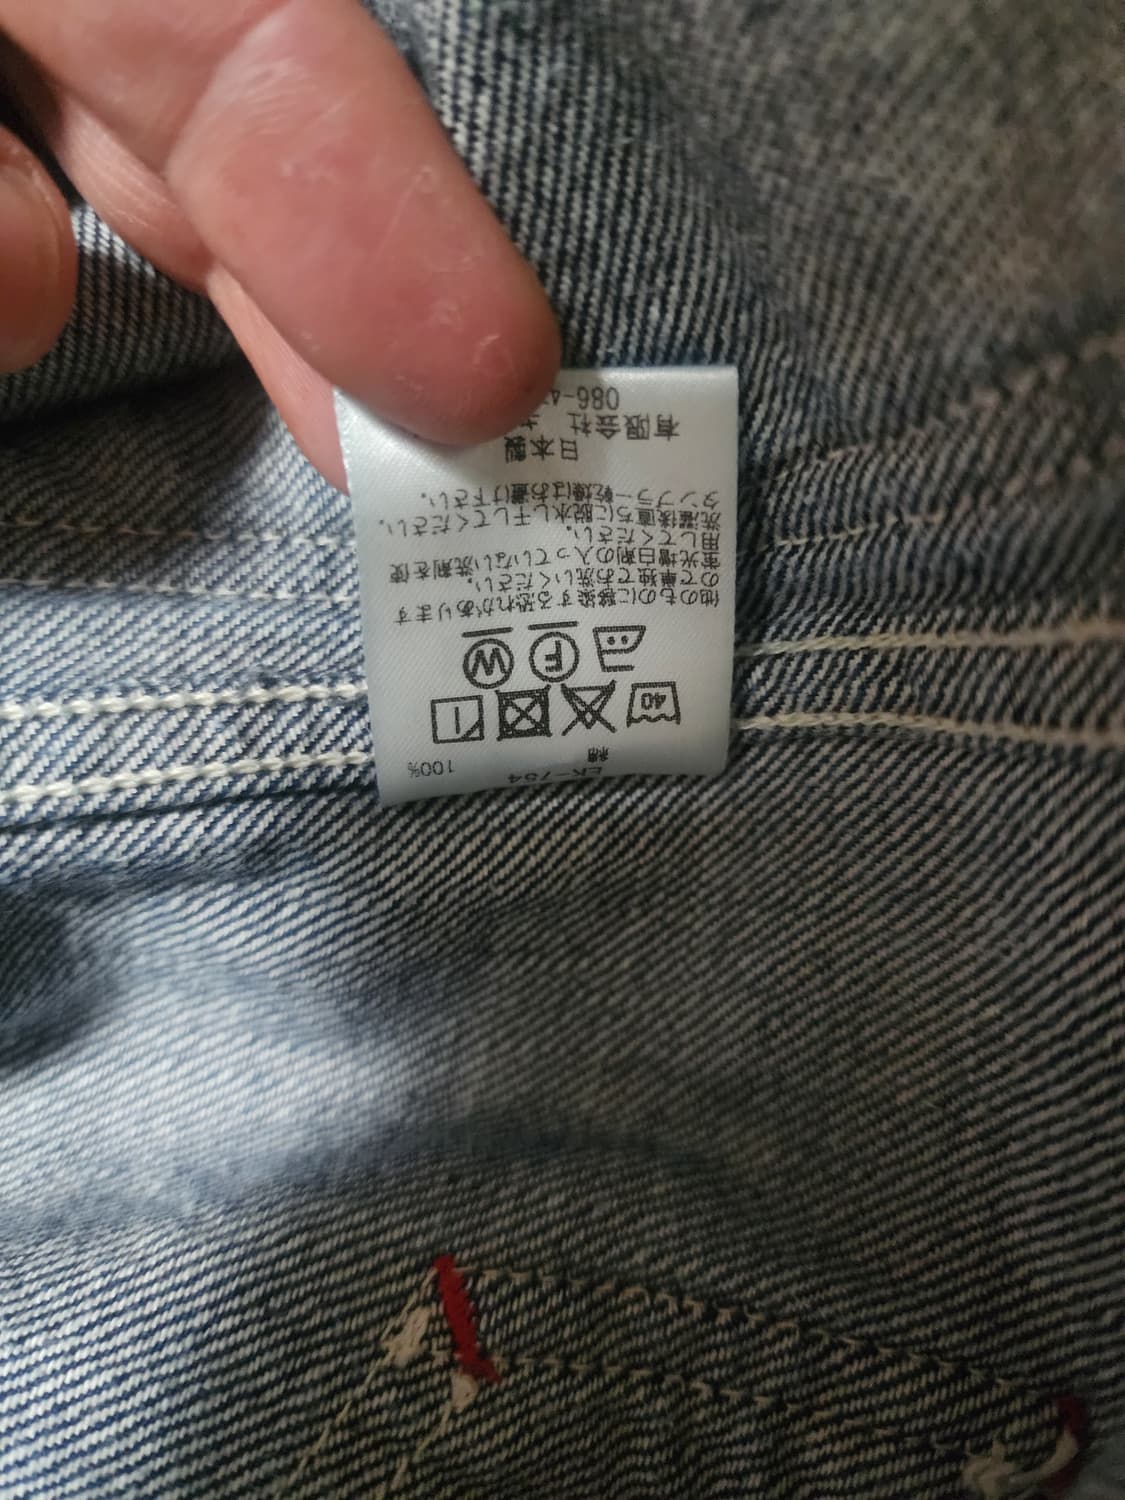 綿 100%
40
F W
他のものに移染する恐れがあります
ので単独でお洗いください。
蛍光増白剤の入っていない洗剤を使
用してください。
洗濯後直ちに脱水し干してください。
タンブラー乾燥はお避け下さい。
日本製
有限会社
086-4